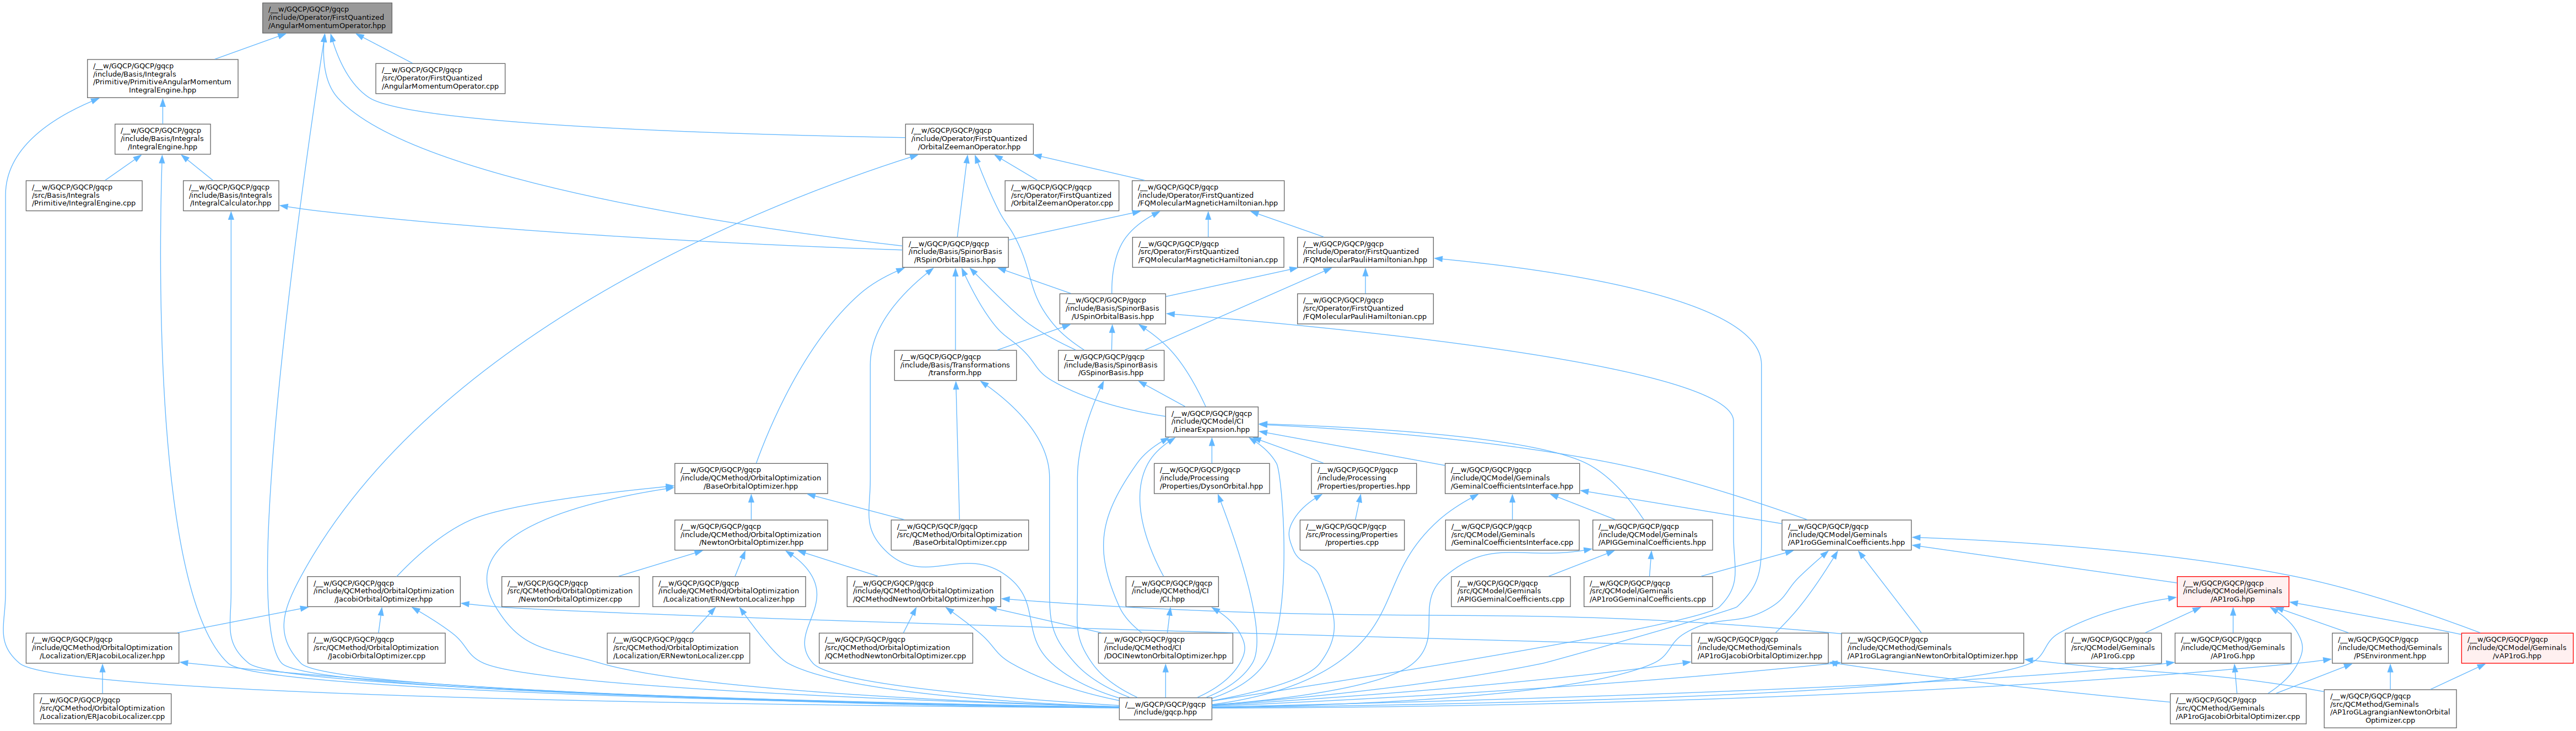 /__w/GQCP/GQCP/gqcp
/include/Operator/FirstQuantized
/AngularMomentumOperator.hpp
/__w/GQCP/GQCP/gqcp
/include/Basis/Integrals
/Primitive/PrimitiveAngularMomentum
IntegralEngine.hpp
/__w/GQCP/GQCP/gqcp
/src/Operator/FirstQuantized
/AngularMomentumOperator.cpp
/__w/GQCP/GQCP/gqcp
/include/Basis/Integrals
/IntegralEngine.hpp
/__w/GQCP/GQCP/gqcp
/include/Operator/FirstQuantized
/OrbitalZeemanOperator.hpp
/__w/GQCP/GQCP/gqcp
/src/Basis/Integrals
/Primitive/IntegralEngine.cpp
/__w/GQCP/GQCP/gqcp
/include/Basis/Integrals
/IntegralCalculator.hpp
/__w/GQCP/GQCP/gqcp
/src/Operator/FirstQuantized
/OrbitalZeemanOperator.cpp
/__w/GQCP/GQCP/gqcp
/include/Operator/FirstQuantized
/FQMolecularMagneticHamiltonian.hpp
/__w/GQCP/GQCP/gqcp
/include/Basis/SpinorBasis
/RSpinOrbitalBasis.hpp
/__w/GQCP/GQCP/gqcp
/src/Operator/FirstQuantized
/FQMolecularMagneticHamiltonian.cpp
/__w/GQCP/GQCP/gqcp
/include/Operator/FirstQuantized
/FQMolecularPauliHamiltonian.hpp
/__w/GQCP/GQCP/gqcp
/include/Basis/SpinorBasis
/USpinOrbitalBasis.hpp
/__w/GQCP/GQCP/gqcp
/src/Operator/FirstQuantized
/FQMolecularPauliHamiltonian.cpp
/__w/GQCP/GQCP/gqcp
/include/Basis/Transformations
/transform.hpp
/__w/GQCP/GQCP/gqcp
/include/Basis/SpinorBasis
/GSpinorBasis.hpp
/__w/GQCP/GQCP/gqcp
/include/QCModel/CI
/LinearExpansion.hpp
/__w/GQCP/GQCP/gqcp
/include/QCMethod/OrbitalOptimization
/BaseOrbitalOptimizer.hpp
/__w/GQCP/GQCP/gqcp
/include/Processing
/Properties/DysonOrbital.hpp
/__w/GQCP/GQCP/gqcp
/include/Processing
/Properties/properties.hpp
/__w/GQCP/GQCP/gqcp
/include/QCModel/Geminals
/GeminalCoefficientsInterface.hpp
/__w/GQCP/GQCP/gqcp
/include/QCMethod/OrbitalOptimization
/NewtonOrbitalOptimizer.hpp
/__w/GQCP/GQCP/gqcp
/src/QCMethod/OrbitalOptimization
/BaseOrbitalOptimizer.cpp
/__w/GQCP/GQCP/gqcp
/src/Processing/Properties
/properties.cpp
/__w/GQCP/GQCP/gqcp
/src/QCModel/Geminals
/GeminalCoefficientsInterface.cpp
/__w/GQCP/GQCP/gqcp
/include/QCModel/Geminals
/APIGGeminalCoefficients.hpp
/__w/GQCP/GQCP/gqcp
/include/QCModel/Geminals
/AP1roGGeminalCoefficients.hpp
/__w/GQCP/GQCP/gqcp
/include/QCMethod/OrbitalOptimization
/JacobiOrbitalOptimizer.hpp
/__w/GQCP/GQCP/gqcp
/src/QCMethod/OrbitalOptimization
/NewtonOrbitalOptimizer.cpp
/__w/GQCP/GQCP/gqcp
/include/QCMethod/OrbitalOptimization
/Localization/ERNewtonLocalizer.hpp
/__w/GQCP/GQCP/gqcp
/include/QCMethod/OrbitalOptimization
/QCMethodNewtonOrbitalOptimizer.hpp
/__w/GQCP/GQCP/gqcp
/include/QCMethod/CI
/CI.hpp
/__w/GQCP/GQCP/gqcp
/src/QCModel/Geminals
/APIGGeminalCoefficients.cpp
/__w/GQCP/GQCP/gqcp
/src/QCModel/Geminals
/AP1roGGeminalCoefficients.cpp
/__w/GQCP/GQCP/gqcp
/include/QCModel/Geminals
/AP1roG.hpp
/__w/GQCP/GQCP/gqcp
/include/QCMethod/OrbitalOptimization
/Localization/ERJacobiLocalizer.hpp
/__w/GQCP/GQCP/gqcp
/src/QCMethod/OrbitalOptimization
/JacobiOrbitalOptimizer.cpp
/__w/GQCP/GQCP/gqcp
/src/QCMethod/OrbitalOptimization
/Localization/ERNewtonLocalizer.cpp
/__w/GQCP/GQCP/gqcp
/src/QCMethod/OrbitalOptimization
/QCMethodNewtonOrbitalOptimizer.cpp
/__w/GQCP/GQCP/gqcp
/include/QCMethod/CI
/DOCINewtonOrbitalOptimizer.hpp
/__w/GQCP/GQCP/gqcp
/include/QCMethod/Geminals
/AP1roGJacobiOrbitalOptimizer.hpp
/__w/GQCP/GQCP/gqcp
/include/QCMethod/Geminals
/AP1roGLagrangianNewtonOrbitalOptimizer.hpp
/__w/GQCP/GQCP/gqcp
/src/QCModel/Geminals
/AP1roG.cpp
/__w/GQCP/GQCP/gqcp
/include/QCMethod/Geminals
/AP1roG.hpp
/__w/GQCP/GQCP/gqcp
/include/QCMethod/Geminals
/PSEnvironment.hpp
/__w/GQCP/GQCP/gqcp
/include/QCModel/Geminals
/vAP1roG.hpp
/__w/GQCP/GQCP/gqcp
/src/QCMethod/OrbitalOptimization
/Localization/ERJacobiLocalizer.cpp
/__w/GQCP/GQCP/gqcp
/include/gqcp.hpp
/__w/GQCP/GQCP/gqcp
/src/QCMethod/Geminals
/AP1roGJacobiOrbitalOptimizer.cpp
/__w/GQCP/GQCP/gqcp
/src/QCMethod/Geminals
/AP1roGLagrangianNewtonOrbital
Optimizer.cpp